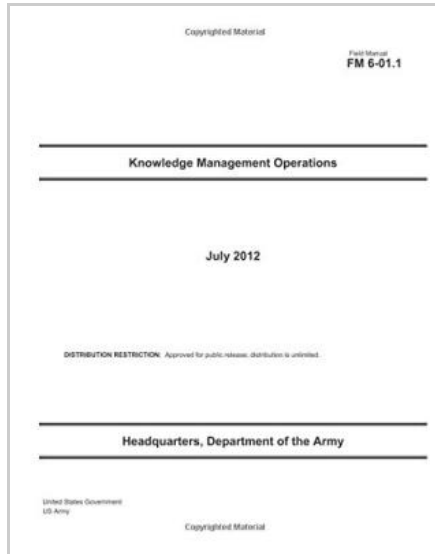 Copyrighted Material
Field Manual
FM 6-01.1
Knowledge Management Operations
July 2012
DISTRIBUTION RESTRICTION: Approved for public release; distribution is unlimited.
Headquarters, Department of the Army
United States Government
US Army
Copyrighted Material